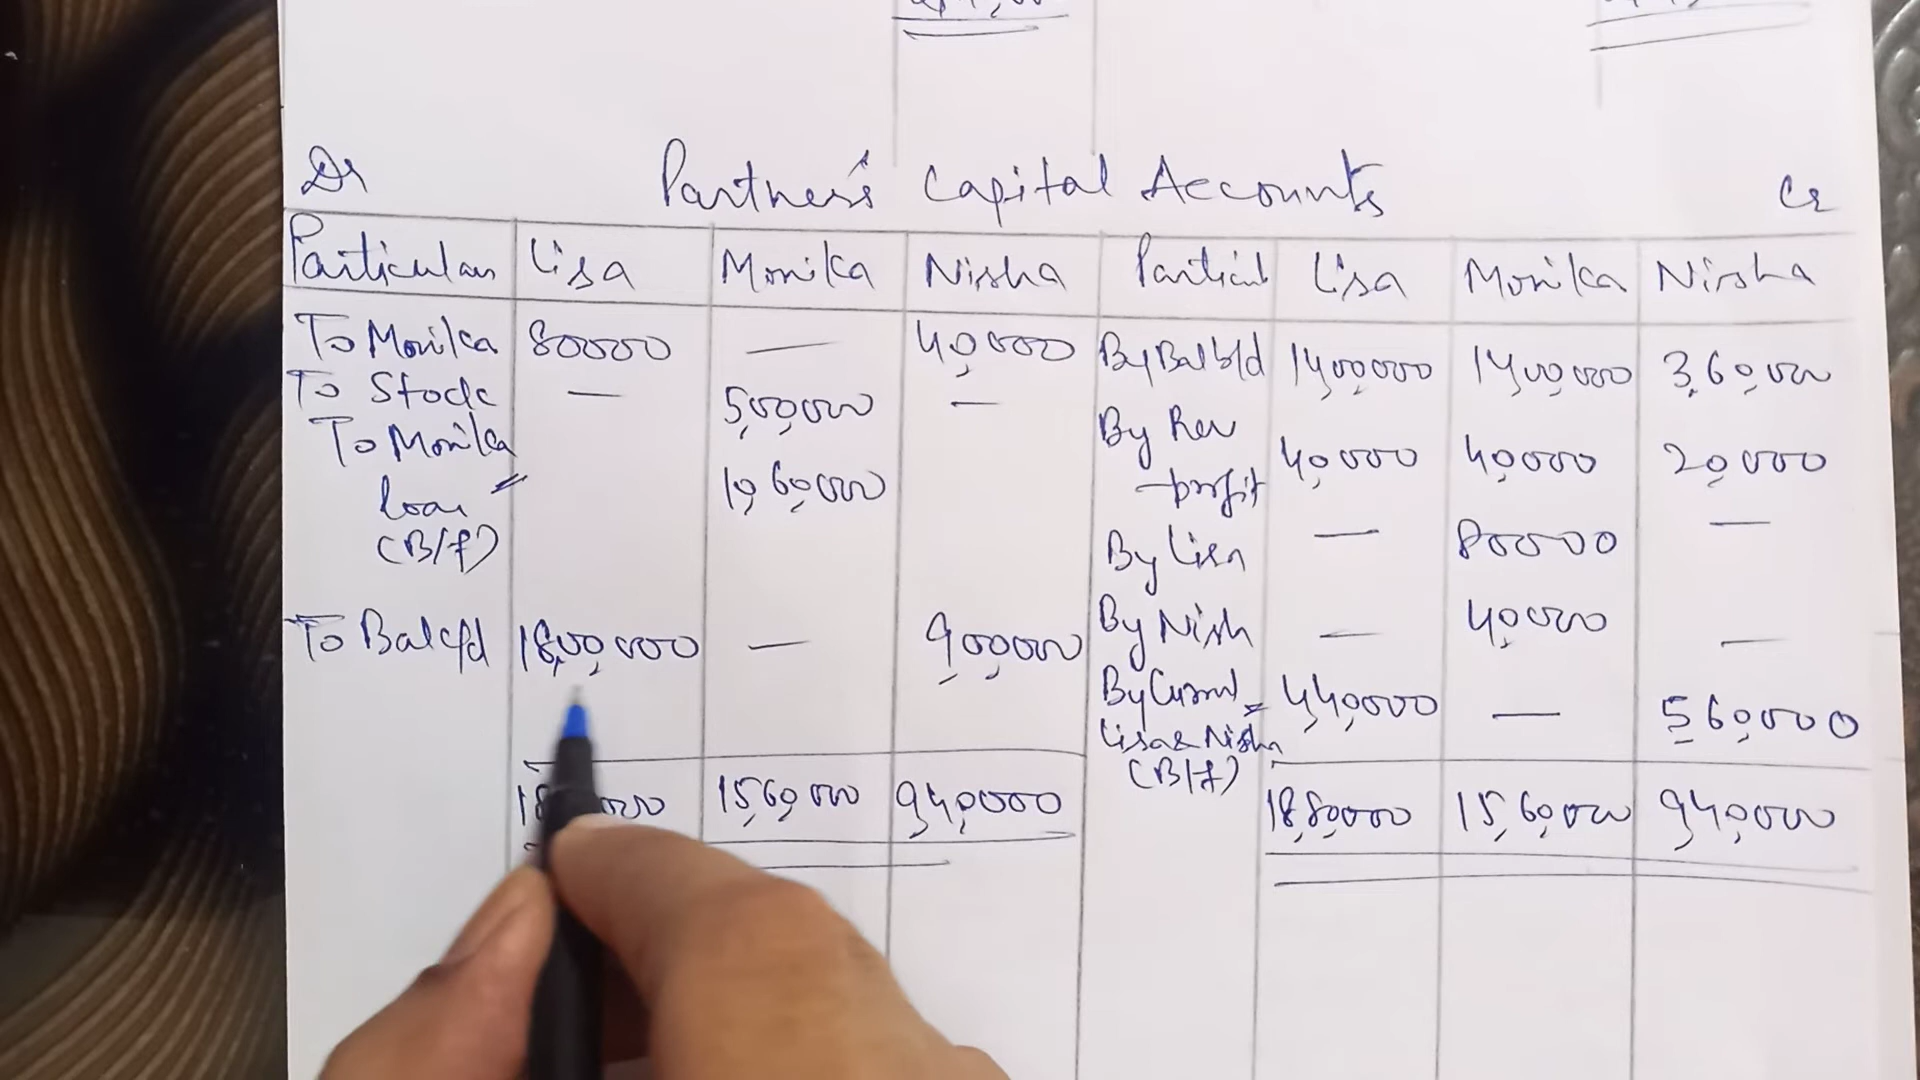 Dr Partner's Capital Accounts Cr
Particulars Lisa Monika Nisha Particul Lisa Monika Nisha
To Monika 80000 — 40,000 By Bal b/d 14,00,000 14,00,000 3,60,000
To Stock — 5,00,000 — By Rev
To Monika profit 40,000 40,000 20,000
loan 10,60,000 By Lisa — 80000 —
(B/f)
To Bal c/d 18,00,000 — 9,00,000 By Nish — 40,000 —
By Current 4,40,000 — 5,60,000
Lisa & Nisha
(B/f)
15,60,000 9,40,000 18,80,000 15,60,000 9,40,000